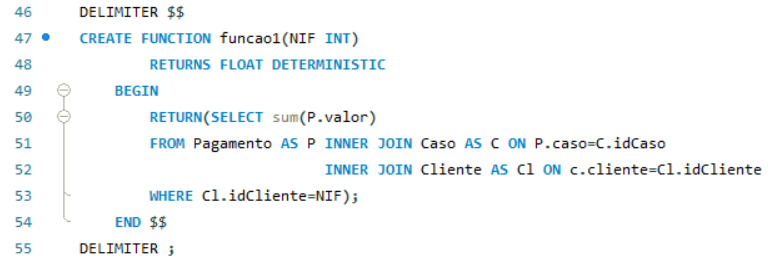 46 DELIMITER $$
47 CREATE FUNCTION funcao1(NIF INT)
48 RETURNS FLOAT DETERMINISTIC
49 BEGIN
50 RETURN(SELECT sum(P.valor)
51 FROM Pagamento AS P INNER JOIN Caso AS C ON P.caso=C.idCaso
52 INNER JOIN Cliente AS Cl ON c.cliente=Cl.idCliente
53 WHERE Cl.idCliente=NIF);
54 END $$
55 DELIMITER ;